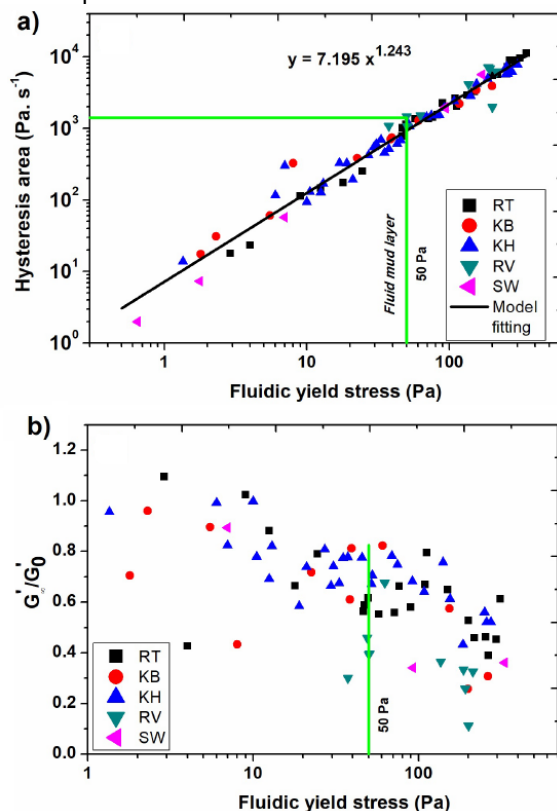 a)
y = 7.195 x^1.243
Hysteresis area (Pa. s⁻¹)
10⁴
10³
10²
10¹
10⁰
Fluid mud layer
50 Pa
RT
KB
KH
RV
SW
Model
fitting
1 10 100
Fluidic yield stress (Pa)
b)
G'∞/G'0
1.2
1.0
0.8
0.6
0.4
0.2
0.0
RT
KB
KH
RV
SW
50 Pa
1 10 100
Fluidic yield stress (Pa)